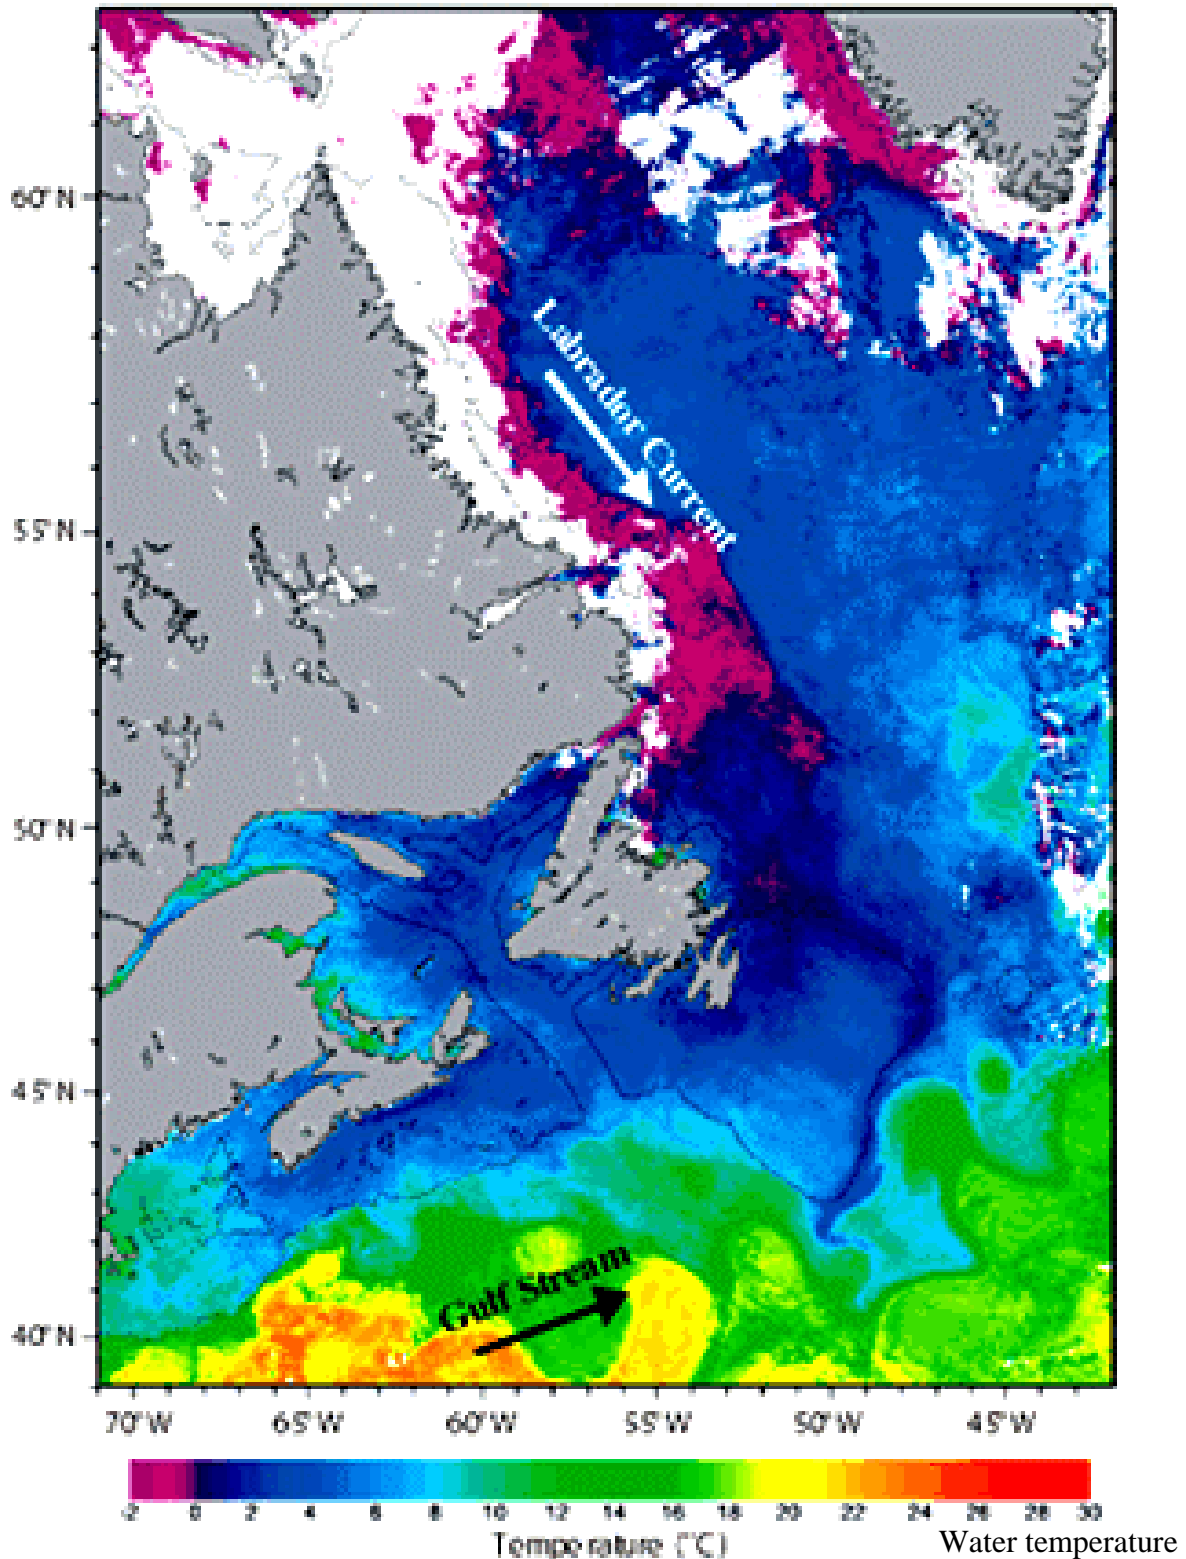 60°N
Labrador Current
55°N
50°N
45°N
Gulf Stream
40°N
70°W 65°W 60°W 55°W 50°W 45°W
-2 0 2 4 6 8 10 12 14 16 18 20 22 24 26 28 30
Temperature (°C)
Water temperature